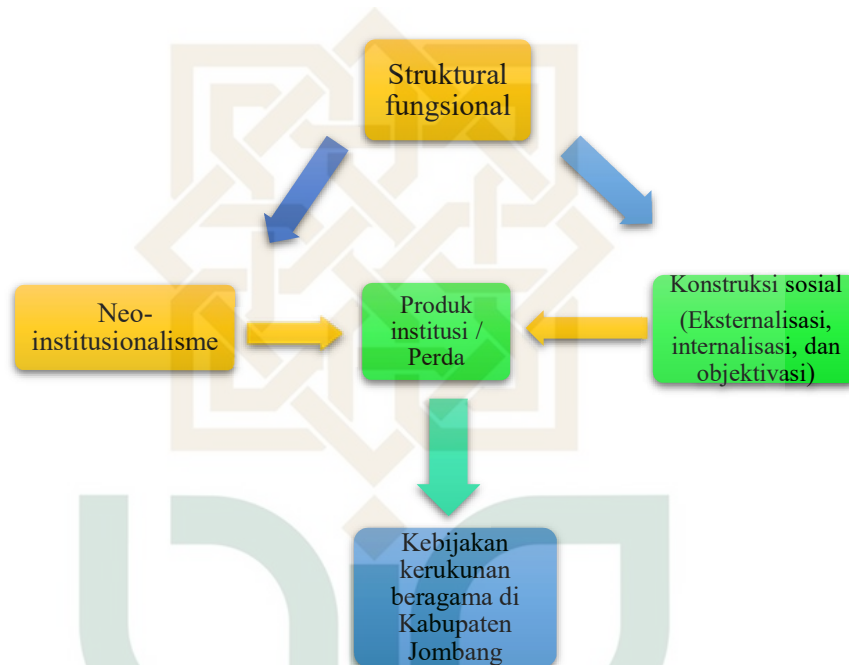 Struktural
fungsional
Neo-
institusionalisme
Produk
institusi /
Perda
Konstruksi sosial
(Eksternalisasi,
internalisasi, dan
objektivasi)
Kebijakan
kerukunan
beragama di
Kabupaten
Jombang